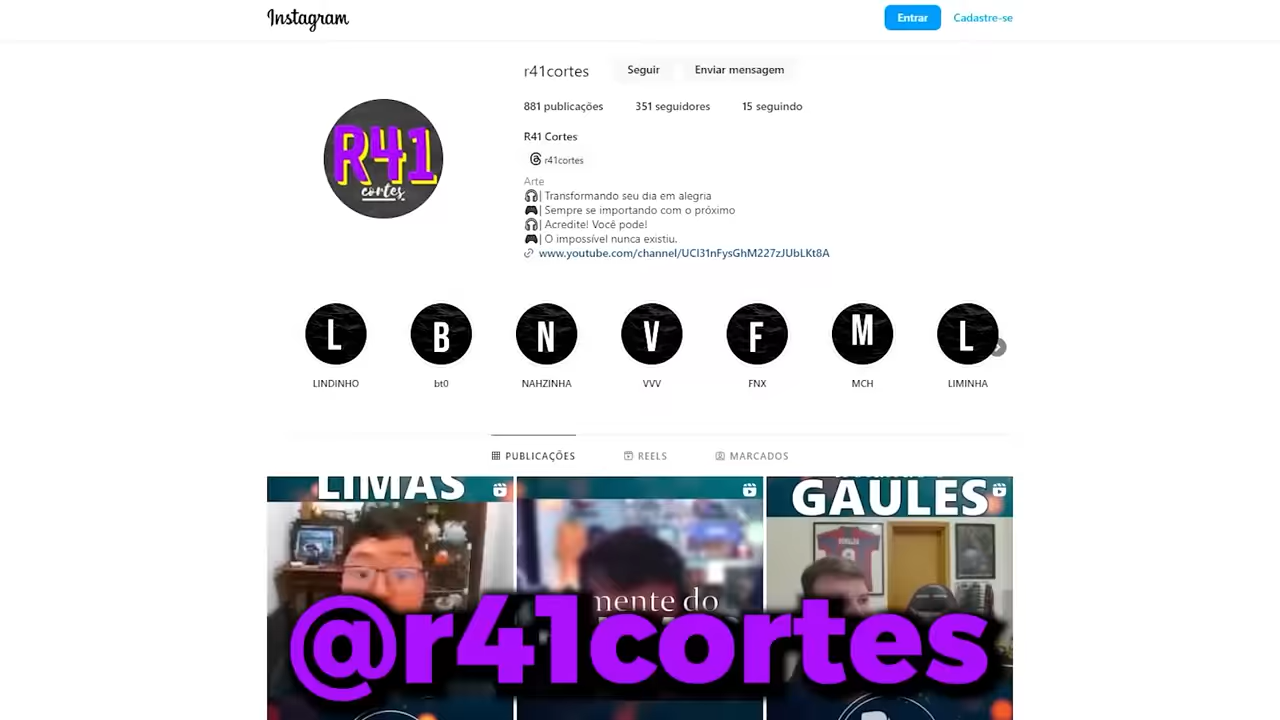 Instagram
Entrar
Cadastre-se
r41cortes
Seguir
Enviar mensagem
881 publicações
351 seguidores
15 seguindo
R41 Cortes
r41cortes
Arte
🎧| Transformando seu dia em alegria
🎮| Sempre se importando com o próximo
🎧| Acredite! Você pode!
🎮| O impossível nunca existiu.
www.youtube.com/channel/UCl31nFysGhM227zJUbLKt8A
R41
cortes
L
B
N
V
F
M
L
LINDINHO
bt0
NAHZINHA
VVV
FNX
MCH
LIMINHA
PUBLICAÇÕES
REELS
MARCADOS
LIMAS
GAULES
mente do
@r41cortes